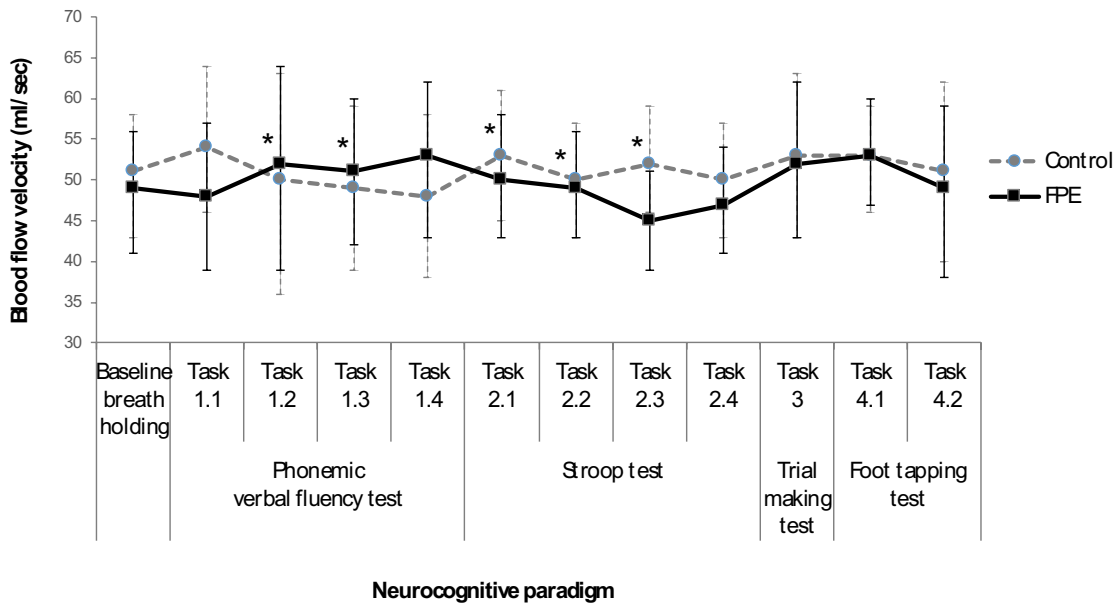 70
65
60
55
50
45
40
35
30
Blood flow velocity (ml/ sec)
* * * * *
Control
FPE
Baseline breath holding
Task 1.1
Task 1.2
Task 1.3
Task 1.4
Task 2.1
Task 2.2
Task 2.3
Task 2.4
Task 3
Task 4.1
Task 4.2
Phonemic
verbal fluency test
Stroop test
Trial
making
test
Foot tapping
test
Neurocognitive paradigm